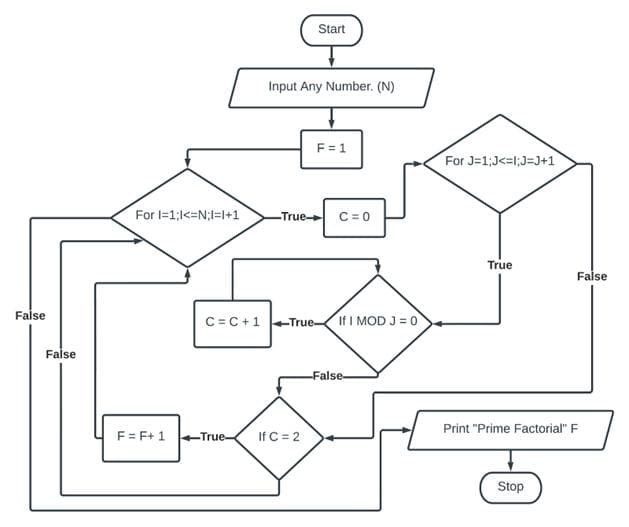 Start
Input Any Number. (N)
F = 1
For J=1;J<=I;J=J+1
For I=1;I<=N;I=I+1
True
C = 0
True
False
False
C = C + 1
True
If I MOD J = 0
False
False
F = F+ 1
True
If C = 2
Print "Prime Factorial" F
Stop